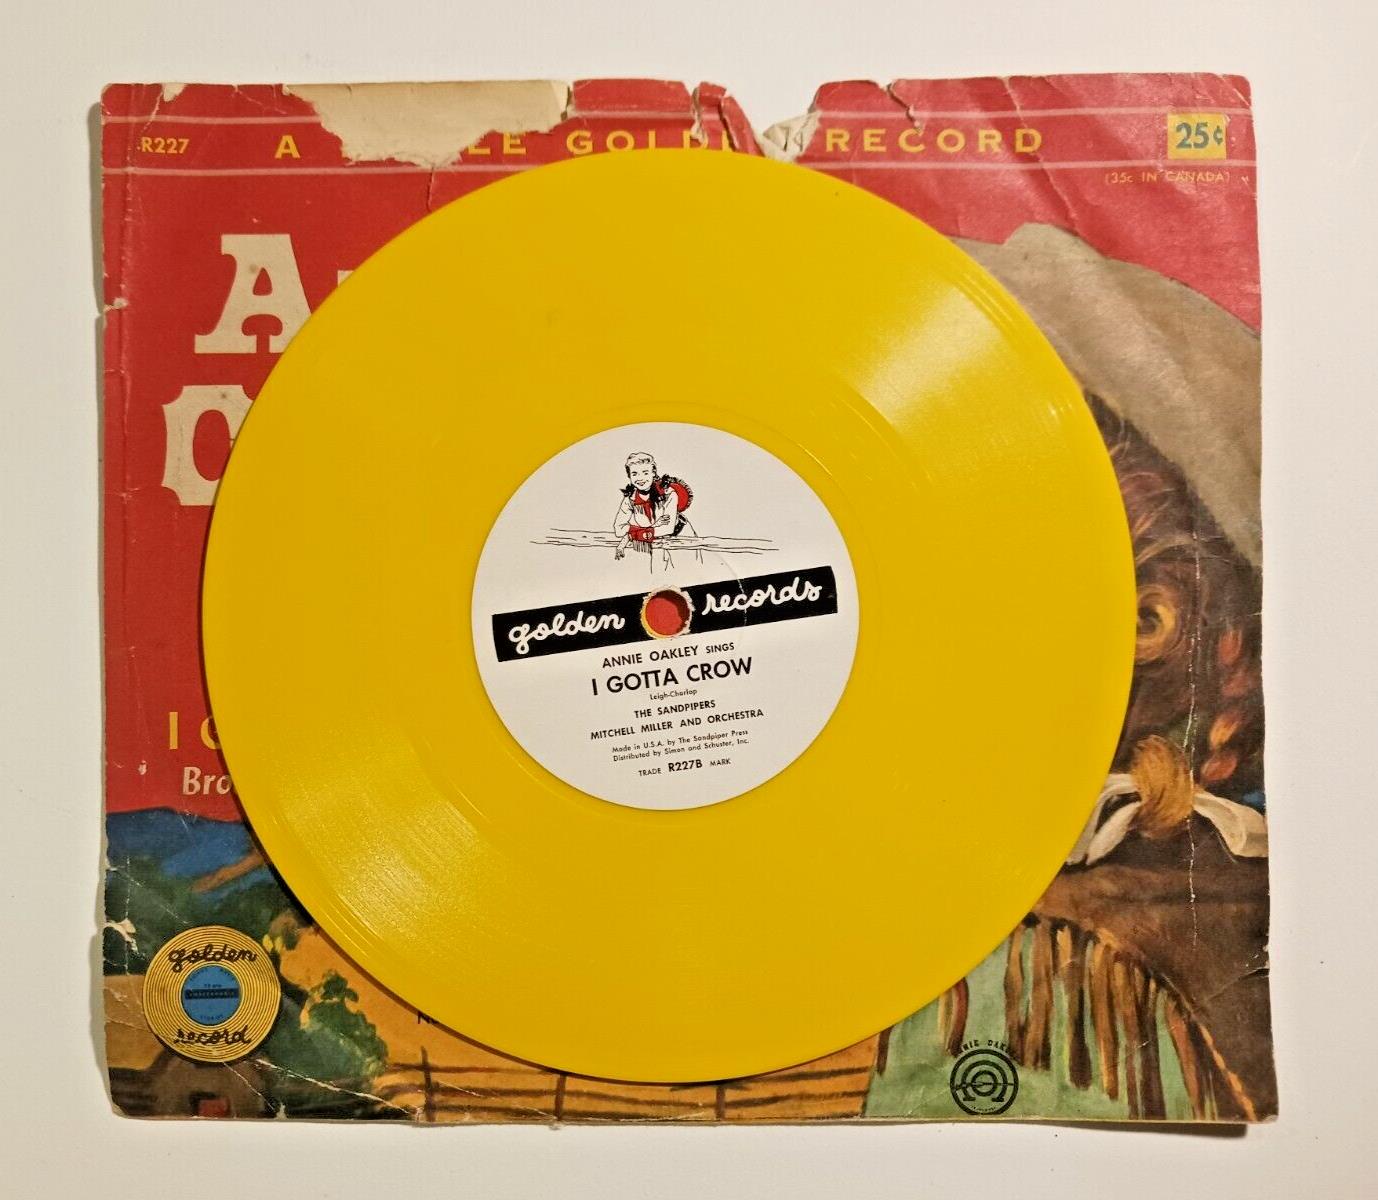 R227
A LITTLE GOLDEN RECORD
25¢
(35c IN CANADA)
golden records
ANNIE OAKLEY SINGS
I GOTTA CROW
Leigh-Charlap
THE SANDPIPERS
MITCHELL MILLER AND ORCHESTRA
Made in U.S.A. by The Sandpiper Press
Distributed by Simon and Schuster, Inc.
TRADE R227B MARK
golden
record